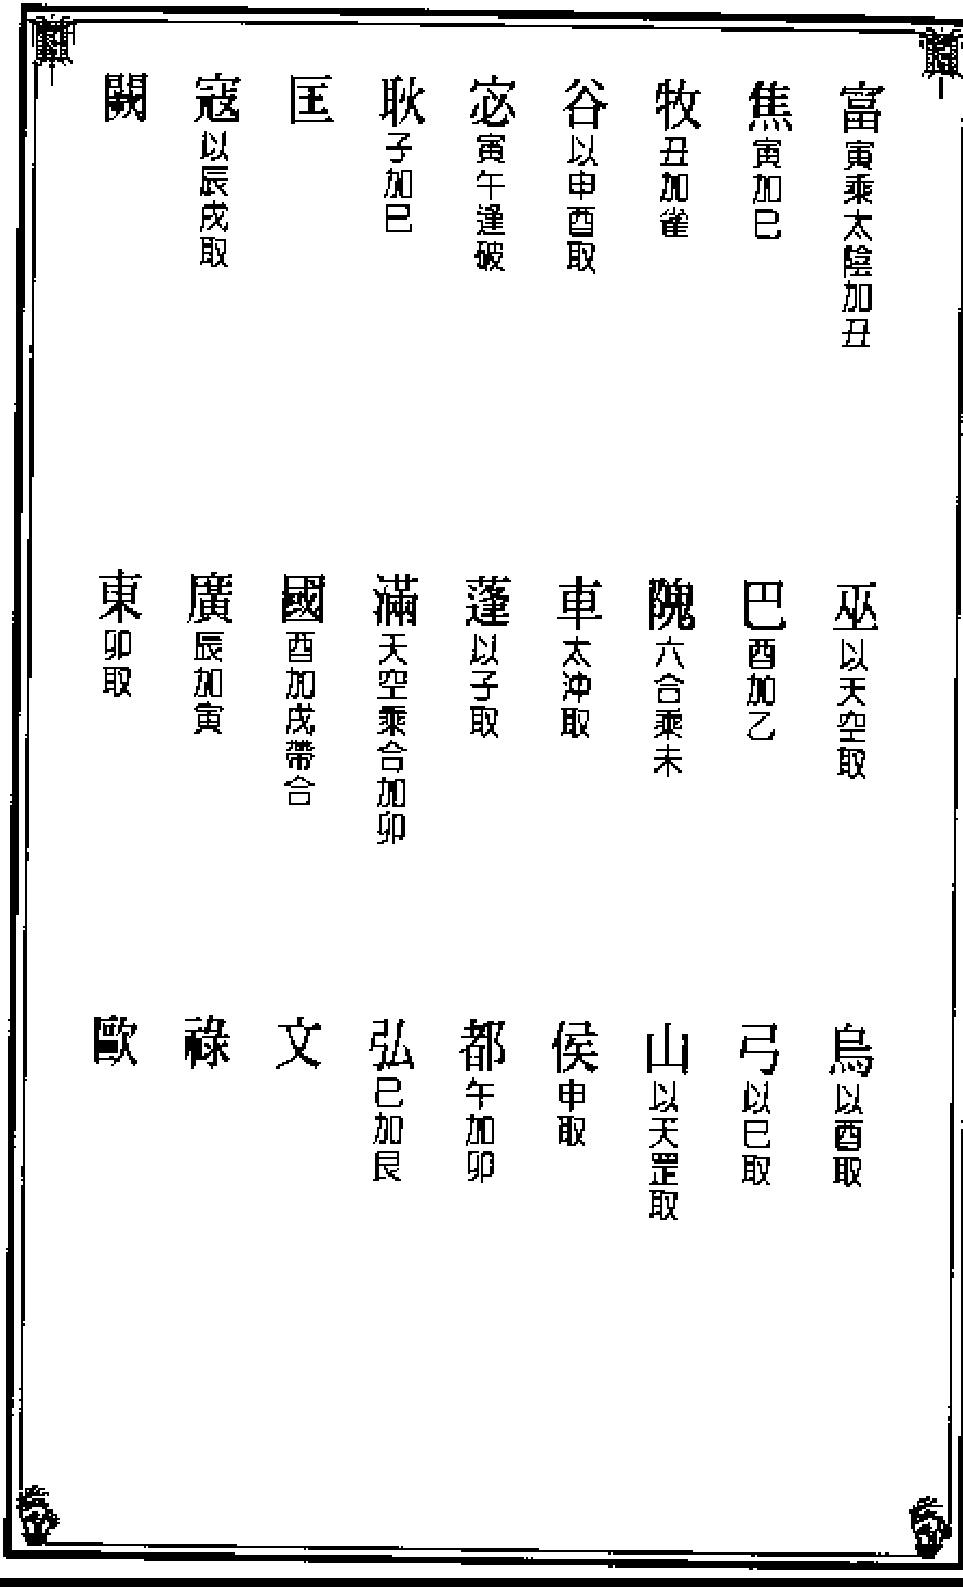 富寅乘太陰加丑 巫以天空取 烏以酉取
焦寅加巳 巴酉加乙 弓以巳取
牧丑加雀 隗六合乘未 山以天罡取
谷以申酉取 車太沖取 侯申取
宓寅午逢破 蓬以子取 都午加卯
耿子加巳 滿天空乘合加卯 弘巳加艮
匡 國酉加戌帶合 文
寇以辰戌取 廣辰加寅 祿
闕 東卯取 歐